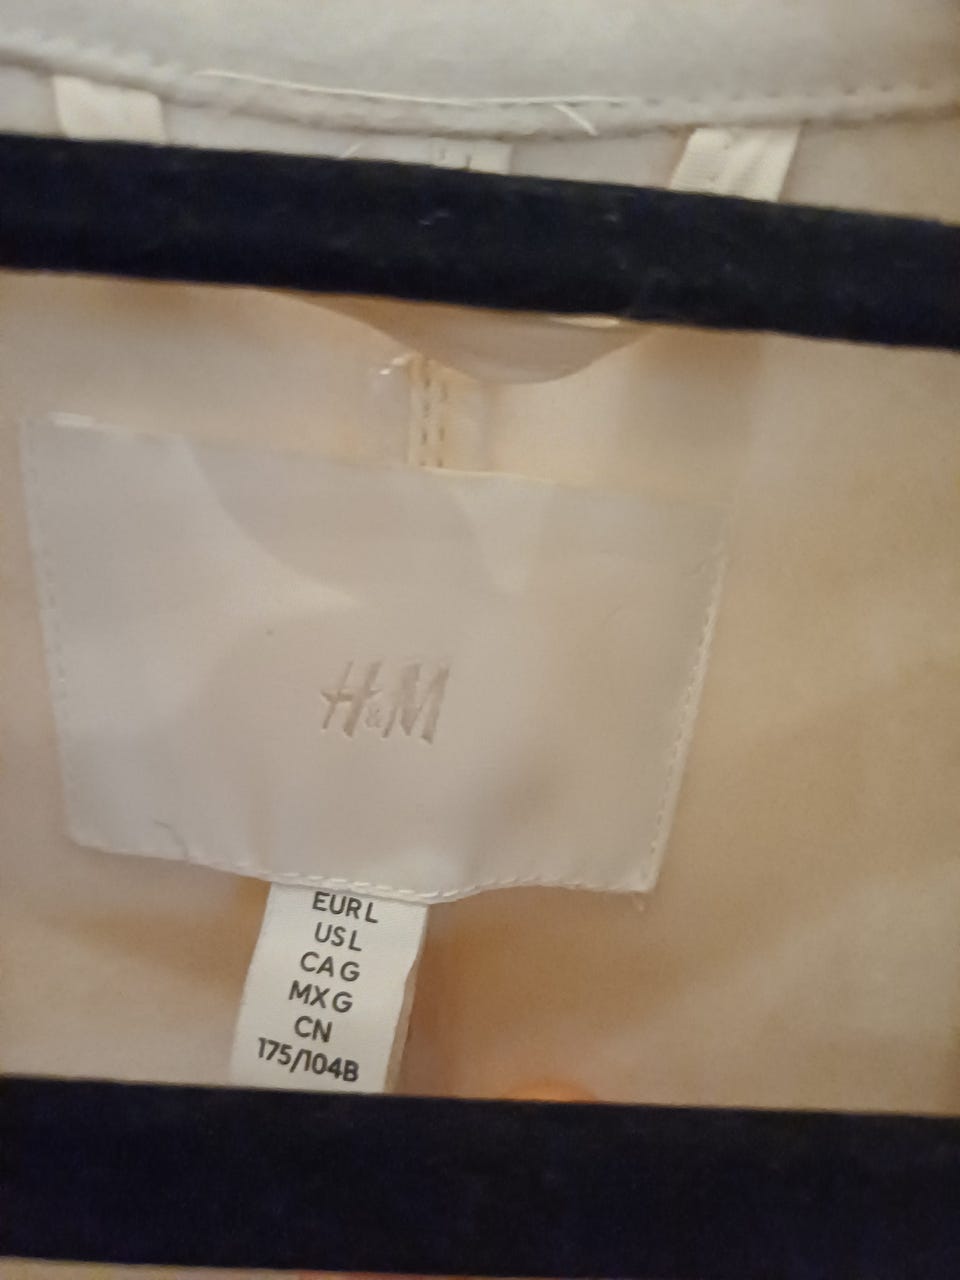 H&M
EUR L
US L
CA G
MX G
CN
175/104B